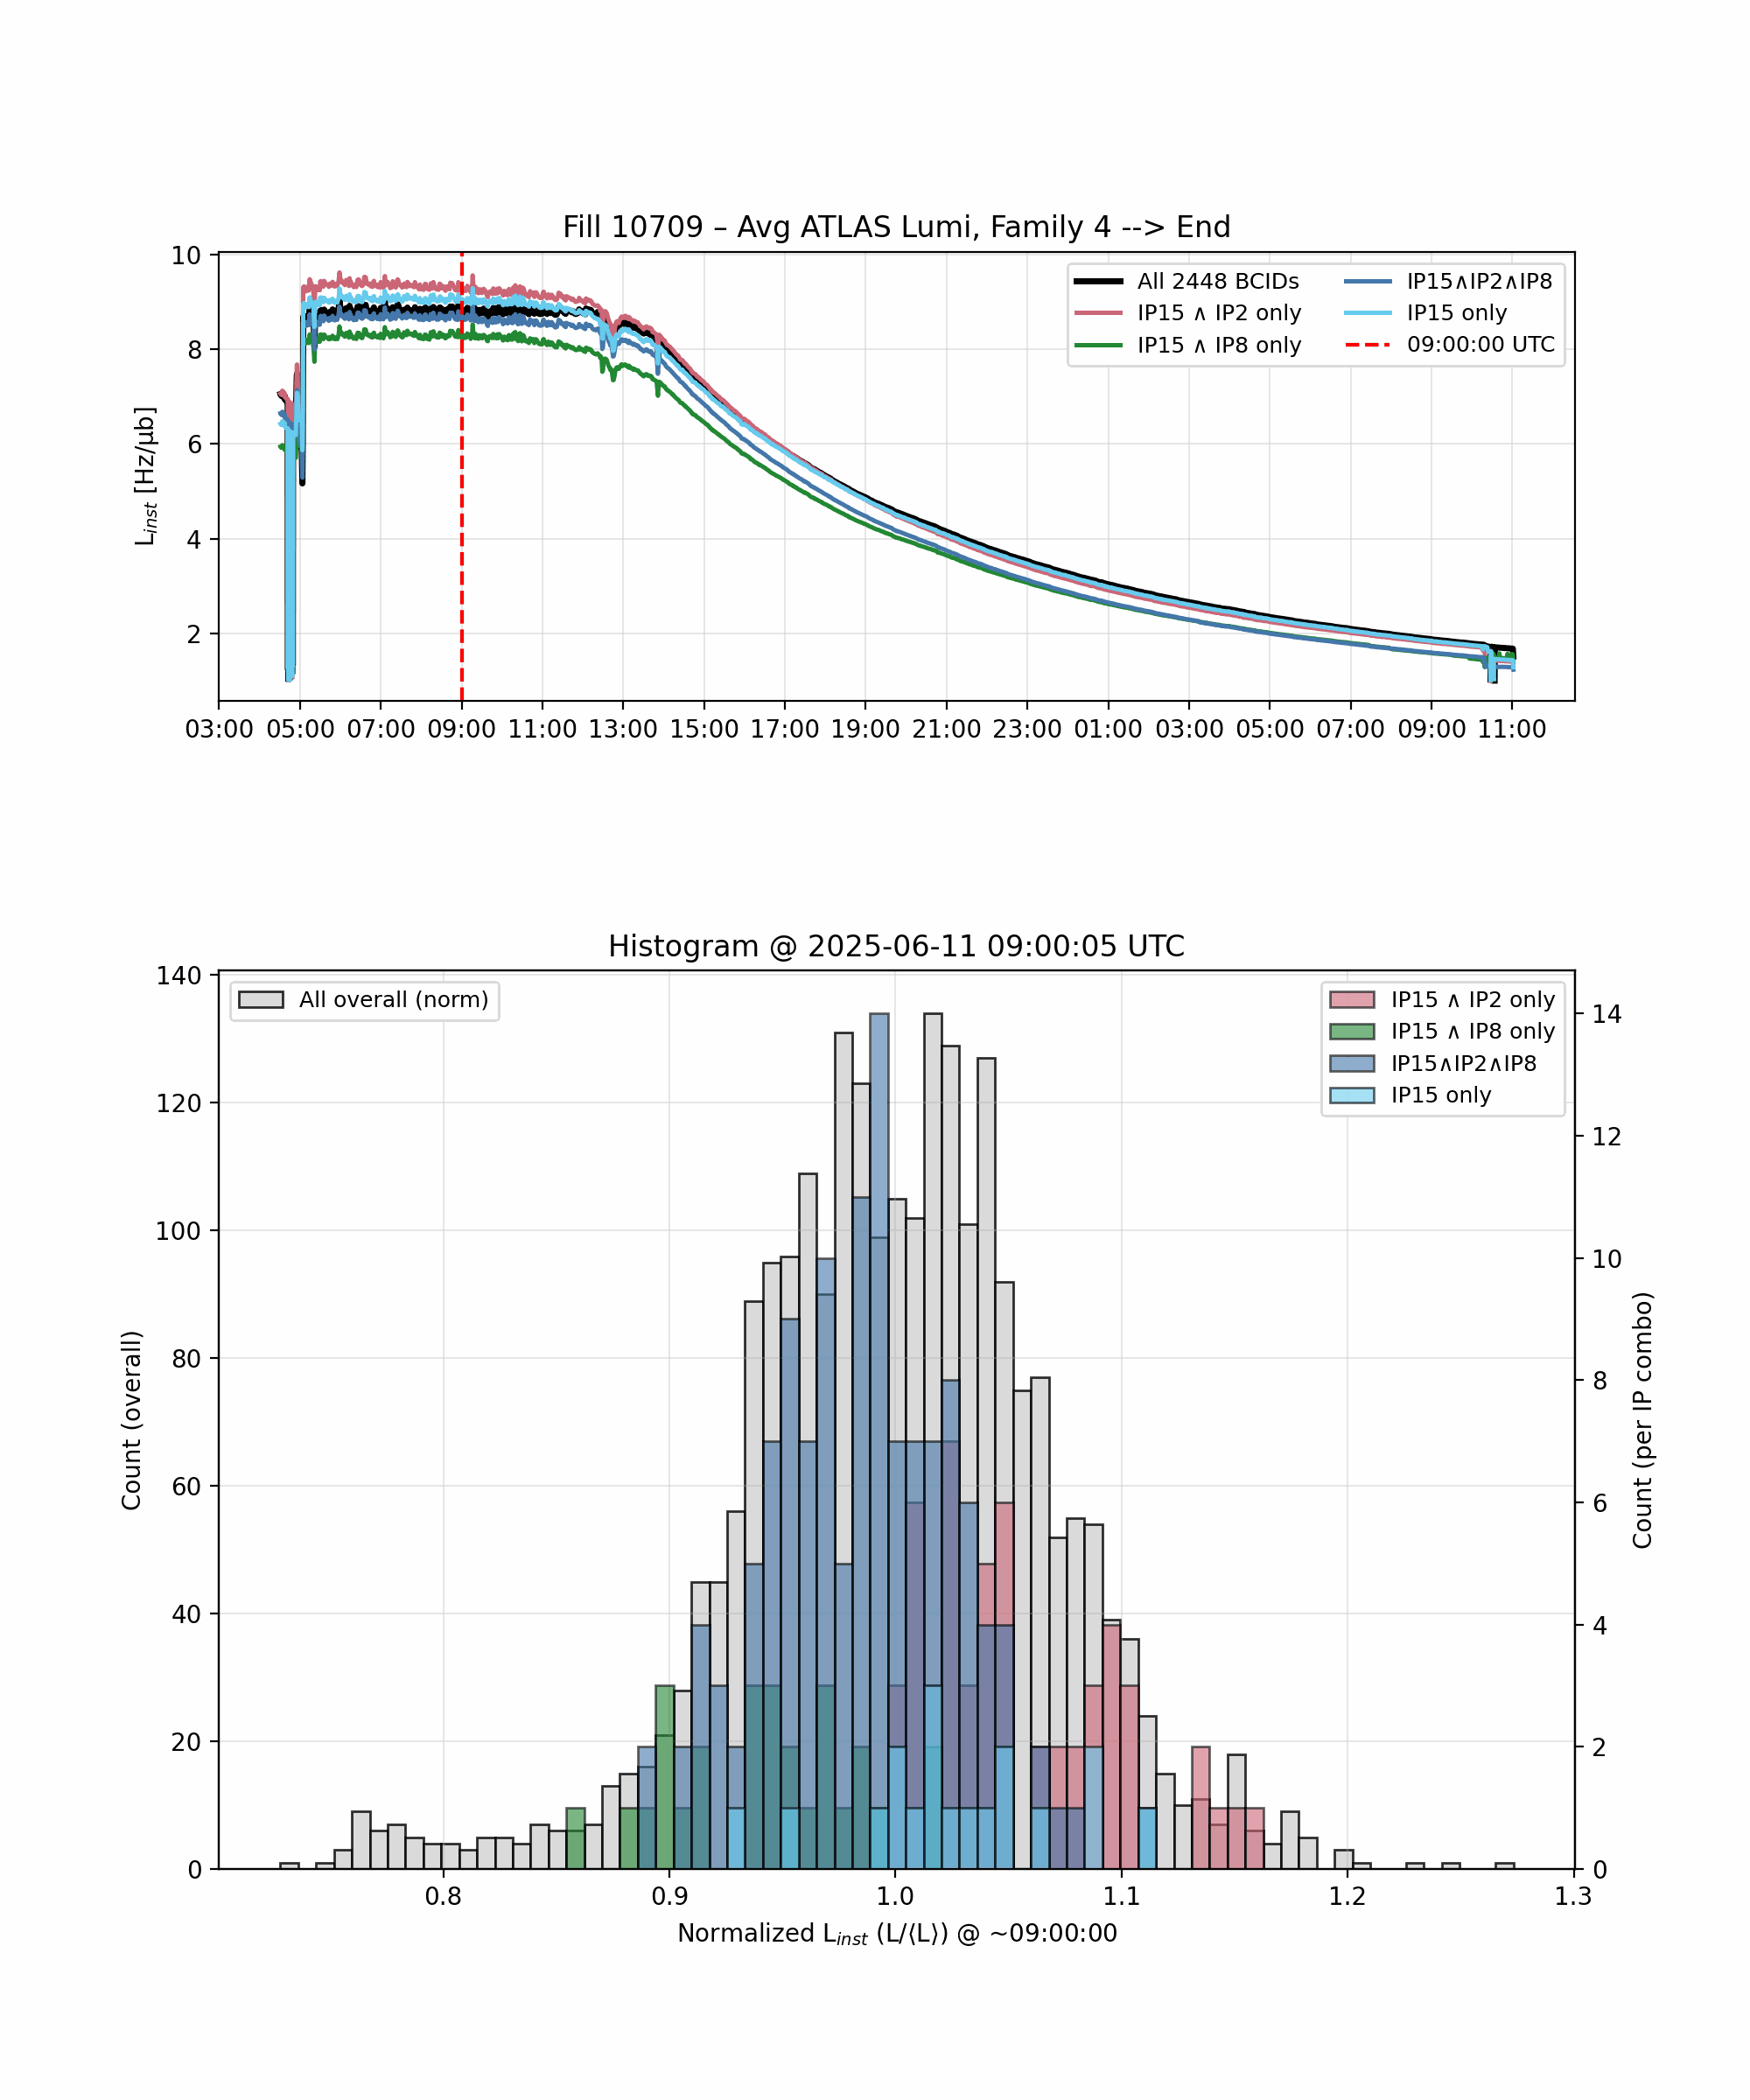 Fill 10709 – Avg ATLAS Lumi, Family 4 --> End
L_inst [Hz/μb]
10
8
6
4
2
All 2448 BCIDs
IP15 ∧ IP2 only
IP15 ∧ IP8 only
IP15∧IP2∧IP8
IP15 only
09:00:00 UTC
03:00 05:00 07:00 09:00 11:00 13:00 15:00 17:00 19:00 21:00 23:00 01:00 03:00 05:00 07:00 09:00 11:00
Histogram @ 2025-06-11 09:00:05 UTC
Count (overall)
140
120
100
80
60
40
20
0
All overall (norm)
IP15 ∧ IP2 only
IP15 ∧ IP8 only
IP15∧IP2∧IP8
IP15 only
14
12
10
8
6
4
2
0
Count (per IP combo)
0.8 0.9 1.0 1.1 1.2 1.3
Normalized L_inst (L/⟨L⟩) @ ~09:00:00